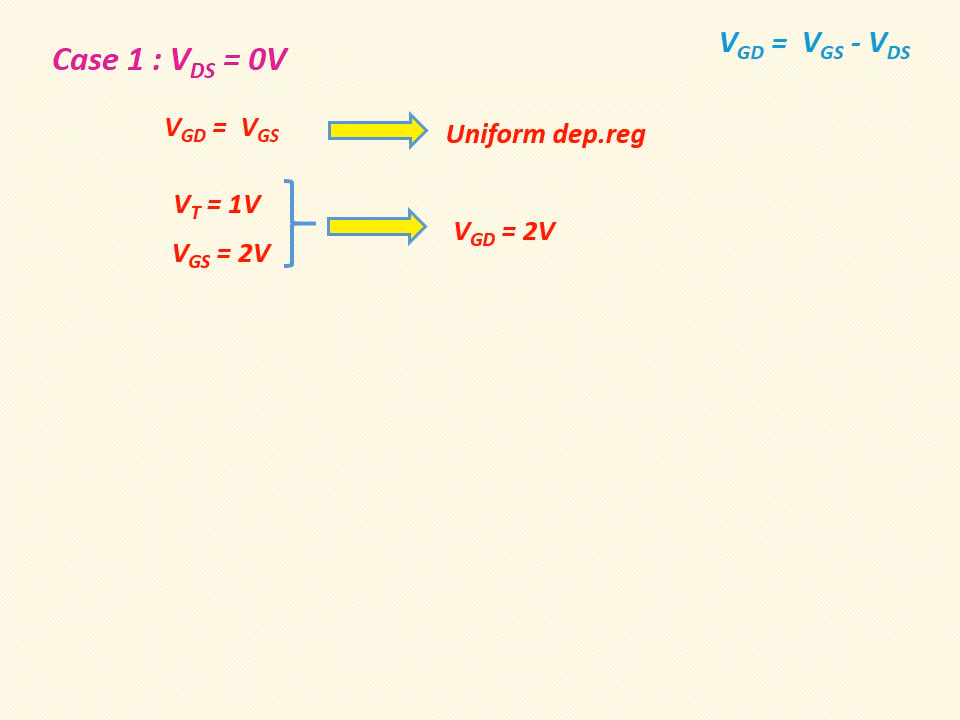 Case 1 : VDS = 0V
VGD = VGS - VDS
VGD = VGS
Uniform dep.reg
VT = 1V
VGS = 2V
VGD = 2V